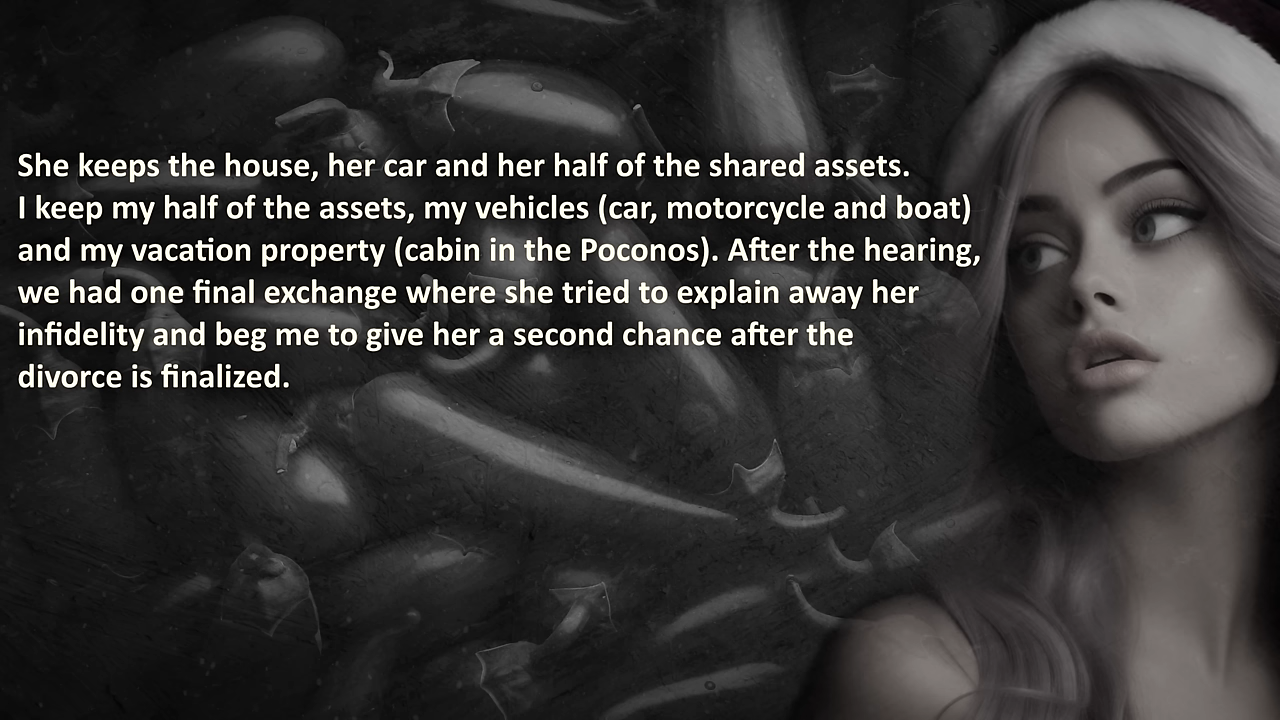 She keeps the house, her car and her half of the shared assets.
I keep my half of the assets, my vehicles (car, motorcycle and boat)
and my vacation property (cabin in the Poconos). After the hearing,
we had one final exchange where she tried to explain away her
infidelity and beg me to give her a second chance after the
divorce is finalized.